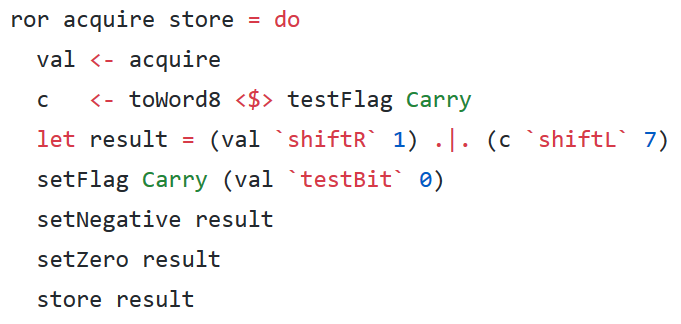 ror acquire store = do
  val <- acquire
  c   <- toWord8 <$> testFlag Carry
  let result = (val `shiftR` 1) .|. (c `shiftL` 7)
  setFlag Carry (val `testBit` 0)
  setNegative result
  setZero result
  store result